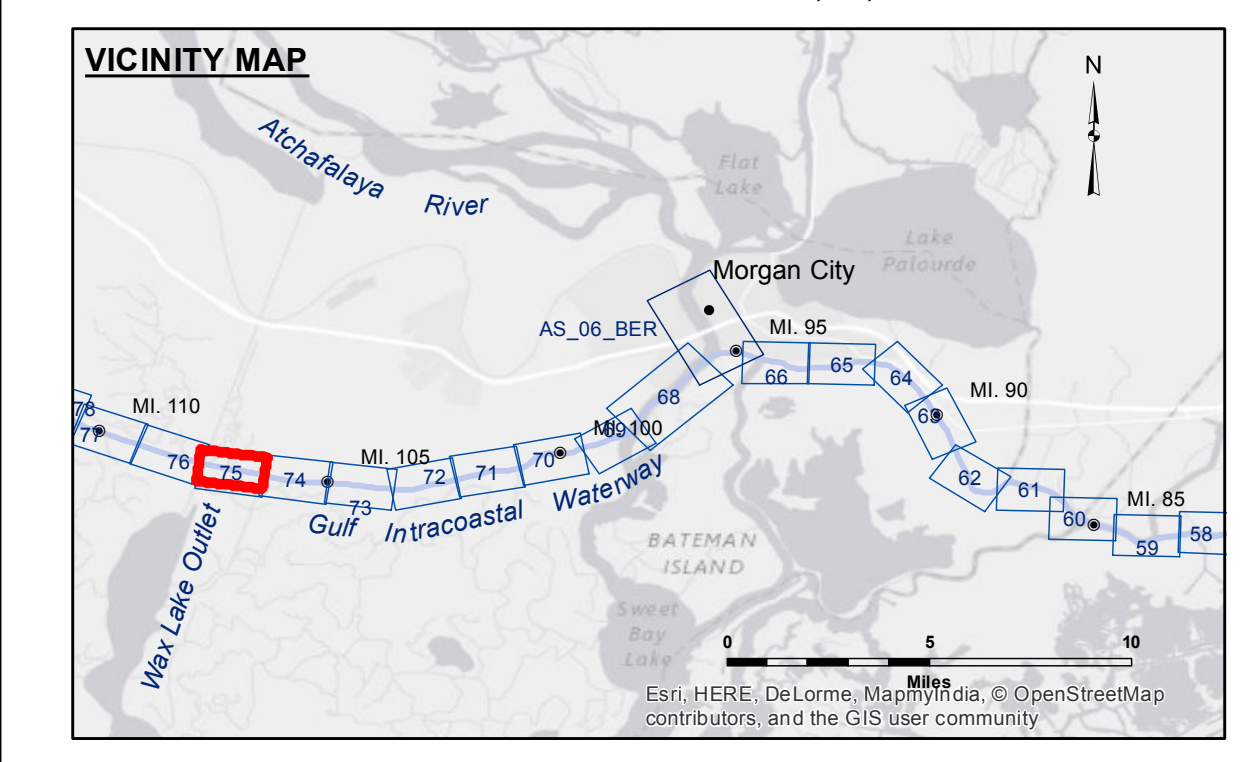 VICINITY MAP
N
Atchafalaya
River
Flat
Lake
Lake
Palourde
Morgan City
AS_06_BER
MI. 95
66
65
64
MI. 90
63
68
MI. 100
69
MI. 110
78
77
76
75
74
MI. 105
73
72
71
70
62
61
60
MI. 85
59
58
Wax Lake Outlet
Gulf
Intracoastal
Waterway
BATEMAN
ISLAND
Sweet
Bay
Lake
0 5 10
Miles
Esri, HERE, DeLorme, MapmyIndia, © OpenStreetMap
contributors, and the GIS user community